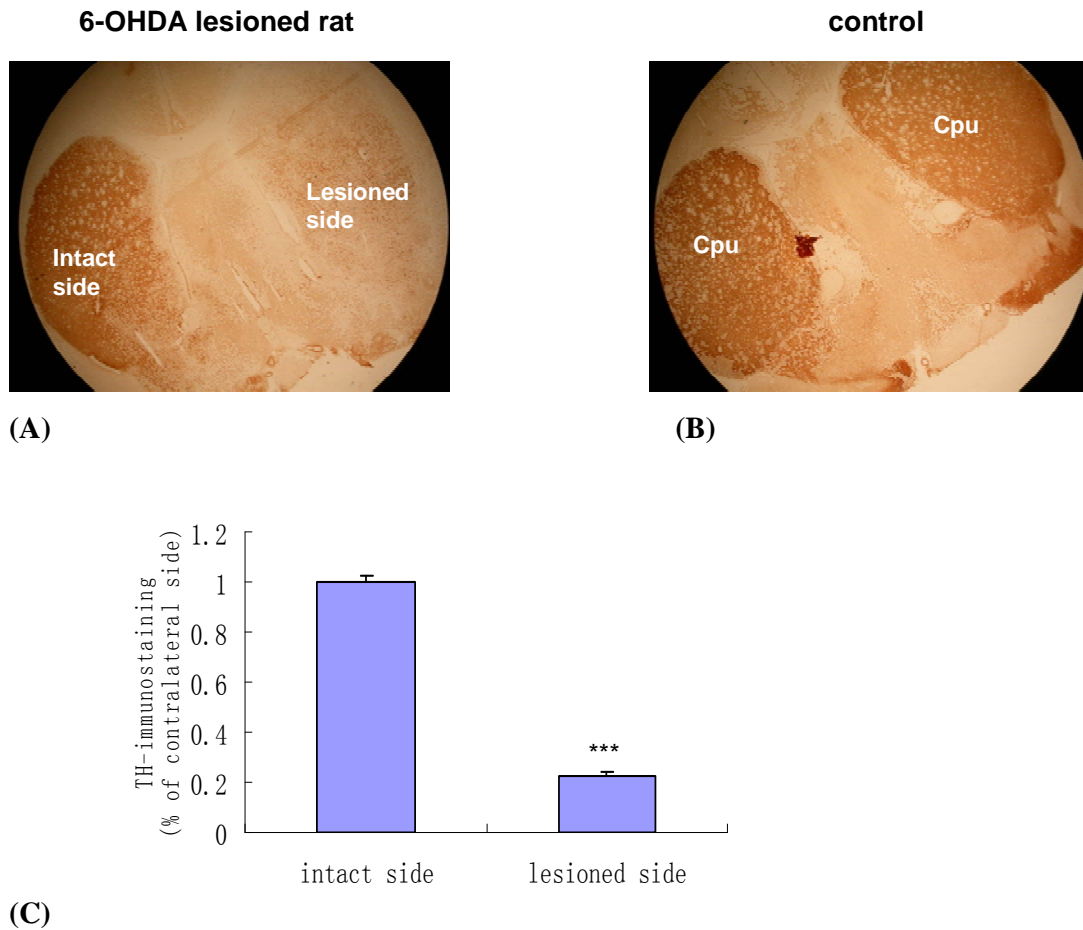 6-OHDA lesioned rat
control
Intact
side
Lesioned
side
Cpu
Cpu
(A)
(B)
TH-immunostaining
(% of contralateral side)
1.2
1
0.8
0.6
0.4
0.2
0
***
intact side
lesioned side
(C)